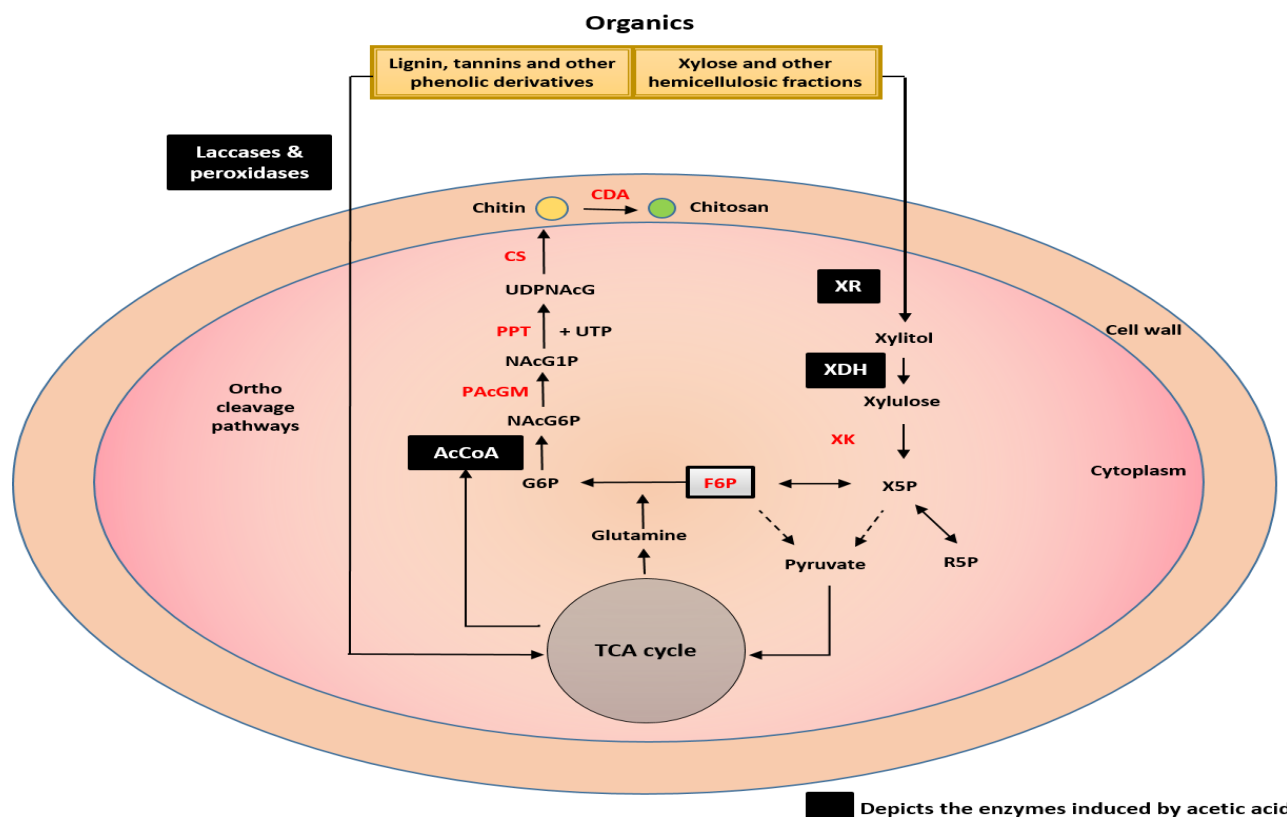 Organics
Lignin, tannins and other
phenolic derivatives
Xylose and other
hemicellulosic fractions
Laccases &
peroxidases
CDA
Chitin
Chitosan
CS
UDPNAcG
XR
PPT
+ UTP
Xylitol
Cell wall
NAcG1P
XDH
Ortho
cleavage
pathways
PAcGM
Xylulose
NAcG6P
XK
AcCoA
Cytoplasm
G6P
F6P
X5P
Glutamine
Pyruvate
R5P
TCA cycle
Depicts the enzymes induced by acetic acid